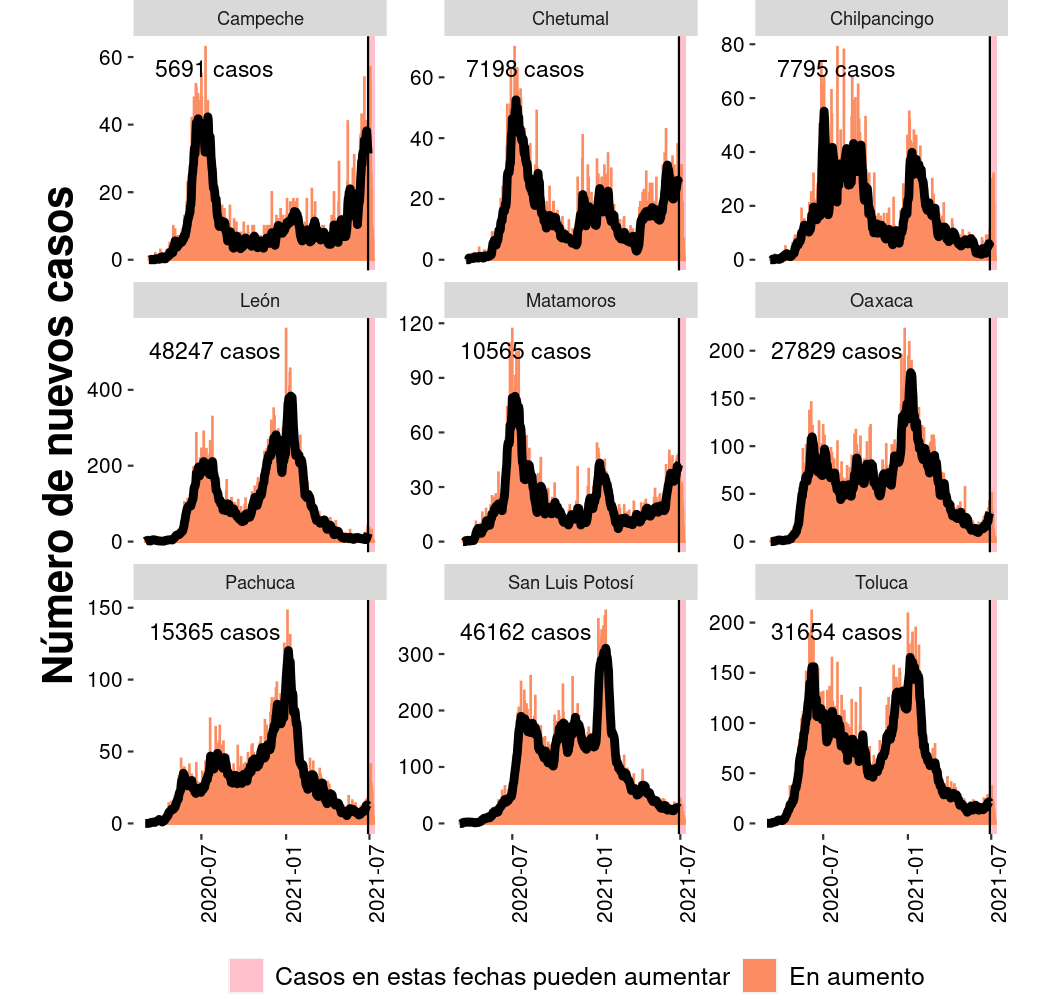 Número de nuevos casos
Campeche
5691 casos
60
40
20
0
Chetumal
7198 casos
60
40
20
0
Chilpancingo
7795 casos
80
60
40
20
0
León
48247 casos
400
200
0
Matamoros
10565 casos
120
90
60
30
0
Oaxaca
27829 casos
200
150
100
50
0
Pachuca
15365 casos
150
100
50
0
2020-07
2021-01
2021-07
San Luis Potosí
46162 casos
300
200
100
0
2020-07
2021-01
2021-07
Toluca
31654 casos
200
150
100
50
0
2020-07
2021-01
2021-07
Casos en estas fechas pueden aumentar
En aumento